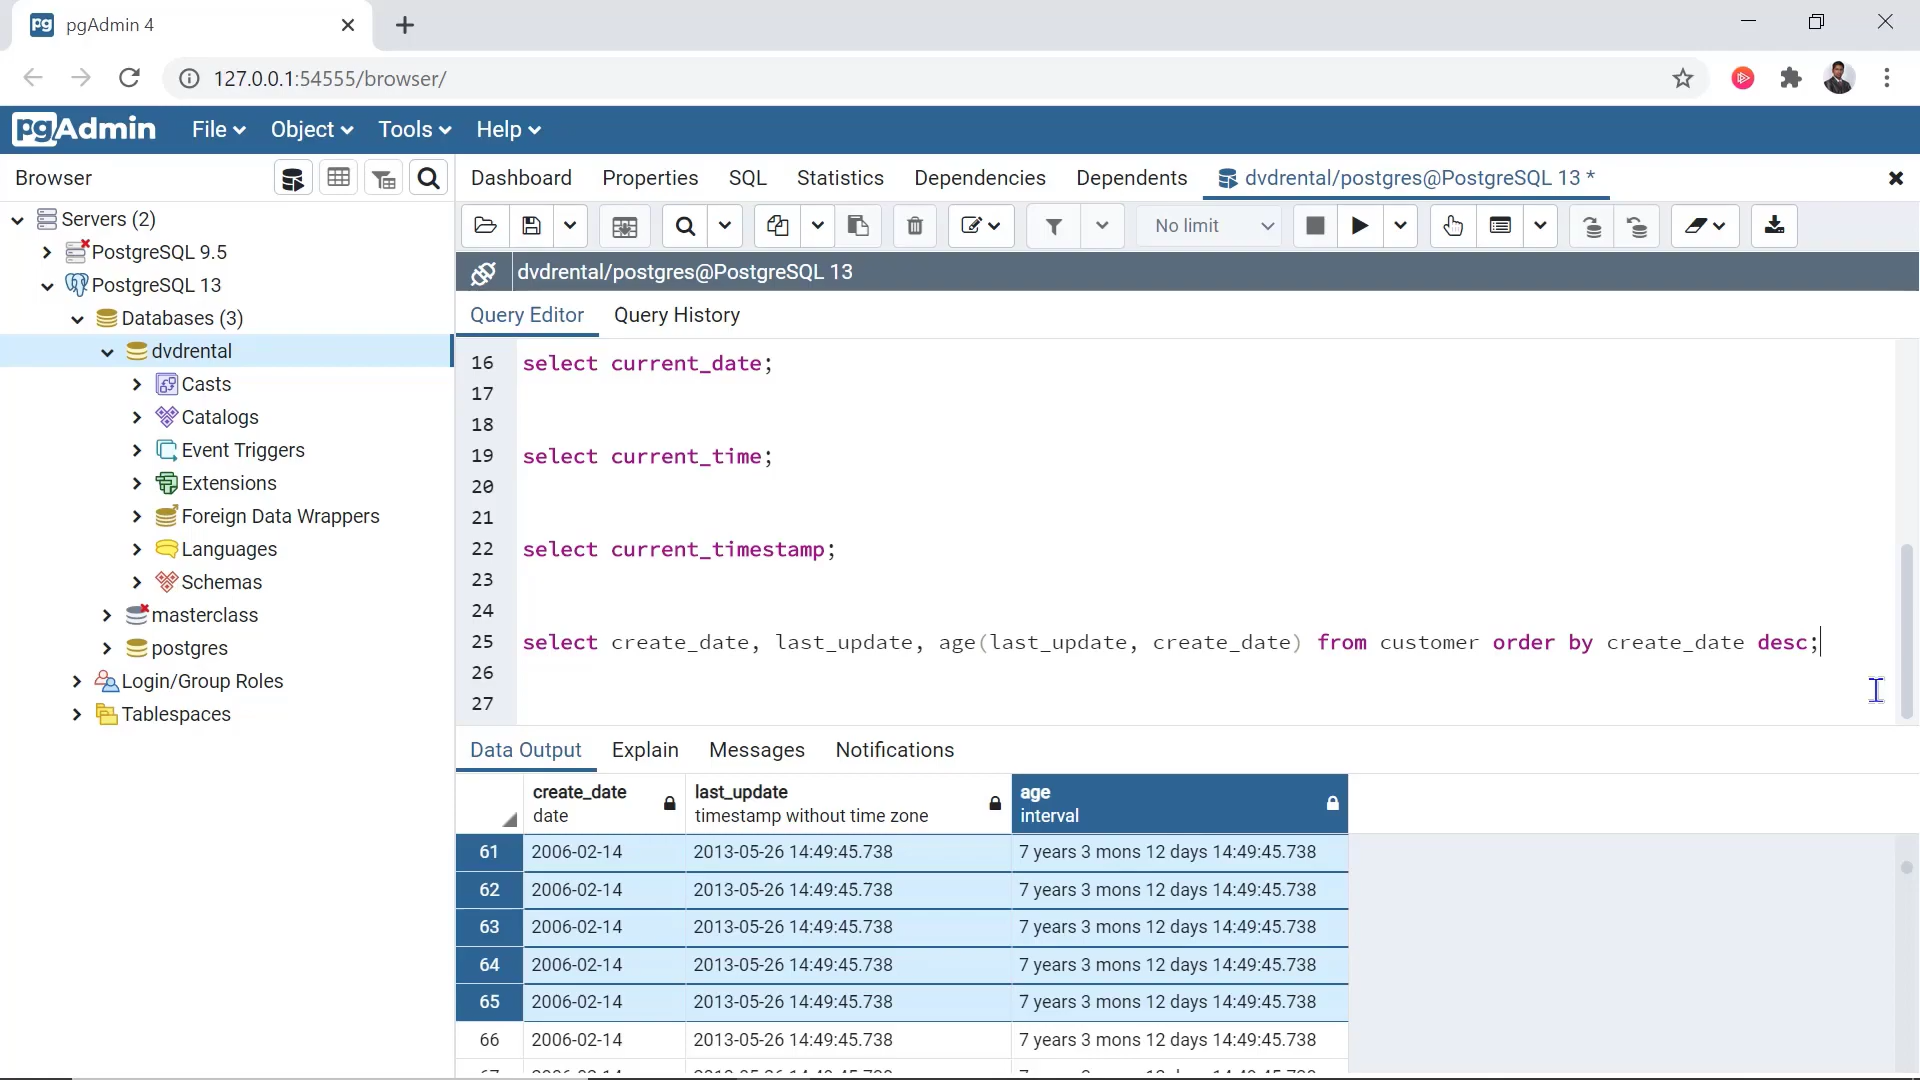 pgAdmin 4
127.0.0.1:54555/browser/
pgAdmin File Object Tools Help
Browser
Dashboard Properties SQL Statistics Dependencies Dependents dvdrental/postgres@PostgreSQL 13 *
No limit
Servers (2)
PostgreSQL 9.5
PostgreSQL 13
Databases (3)
dvdrental
Casts
Catalogs
Event Triggers
Extensions
Foreign Data Wrappers
Languages
Schemas
masterclass
postgres
Login/Group Roles
Tablespaces
dvdrental/postgres@PostgreSQL 13
Query Editor Query History
16 select current_date;
17
18
19 select current_time;
20
21
22 select current_timestamp;
23
24
25 select create_date, last_update, age(last_update, create_date) from customer order by create_date desc;
26
27
Data Output Explain Messages Notifications
create_date last_update age
date timestamp without time zone interval
61 2006-02-14 2013-05-26 14:49:45.738 7 years 3 mons 12 days 14:49:45.738
62 2006-02-14 2013-05-26 14:49:45.738 7 years 3 mons 12 days 14:49:45.738
63 2006-02-14 2013-05-26 14:49:45.738 7 years 3 mons 12 days 14:49:45.738
64 2006-02-14 2013-05-26 14:49:45.738 7 years 3 mons 12 days 14:49:45.738
65 2006-02-14 2013-05-26 14:49:45.738 7 years 3 mons 12 days 14:49:45.738
66 2006-02-14 2013-05-26 14:49:45.738 7 years 3 mons 12 days 14:49:45.738